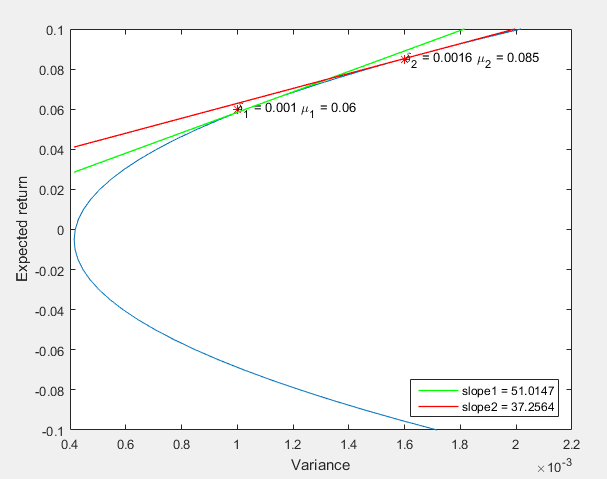 0.1
0.08
0.06
0.04
0.02
0
-0.02
-0.04
-0.06
-0.08
-0.1
Expected return
δ₂ = 0.0016 μ₂ = 0.085
δ₁ = 0.001 μ₁ = 0.06
slope1 = 51.0147
slope2 = 37.2564
0.4 0.6 0.8 1 1.2 1.4 1.6 1.8 2 2.2
Variance
×10⁻³